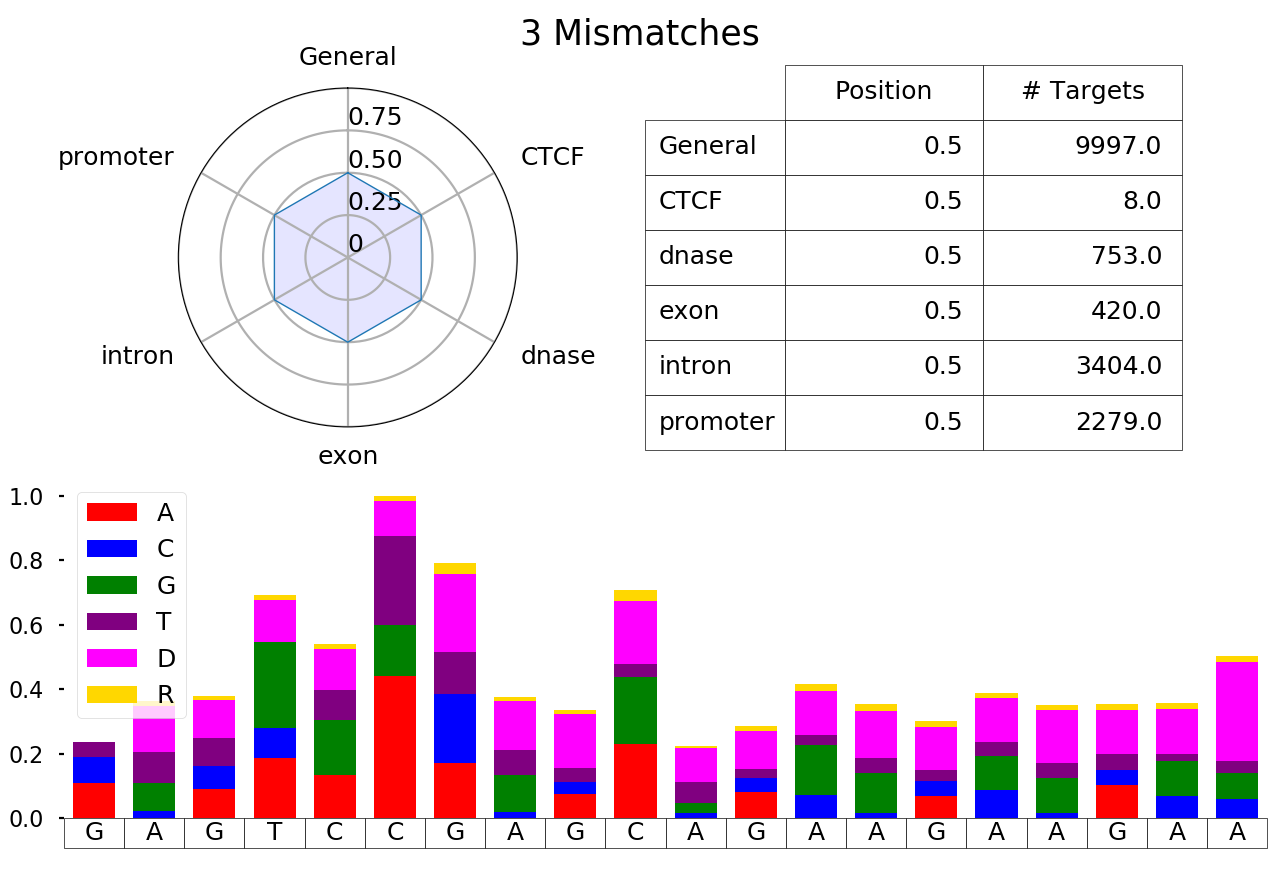 3 Mismatches
General
promoter
CTCF
0.75
0.50
0.25
0
intron
dnase
exon
Position # Targets
General 0.5 9997.0
CTCF 0.5 8.0
dnase 0.5 753.0
exon 0.5 420.0
intron 0.5 3404.0
promoter 0.5 2279.0
1.0
0.8
0.6
0.4
0.2
0.0
A
C
G
T
D
R
G A G T C C G A G C A G A A G A A G A A